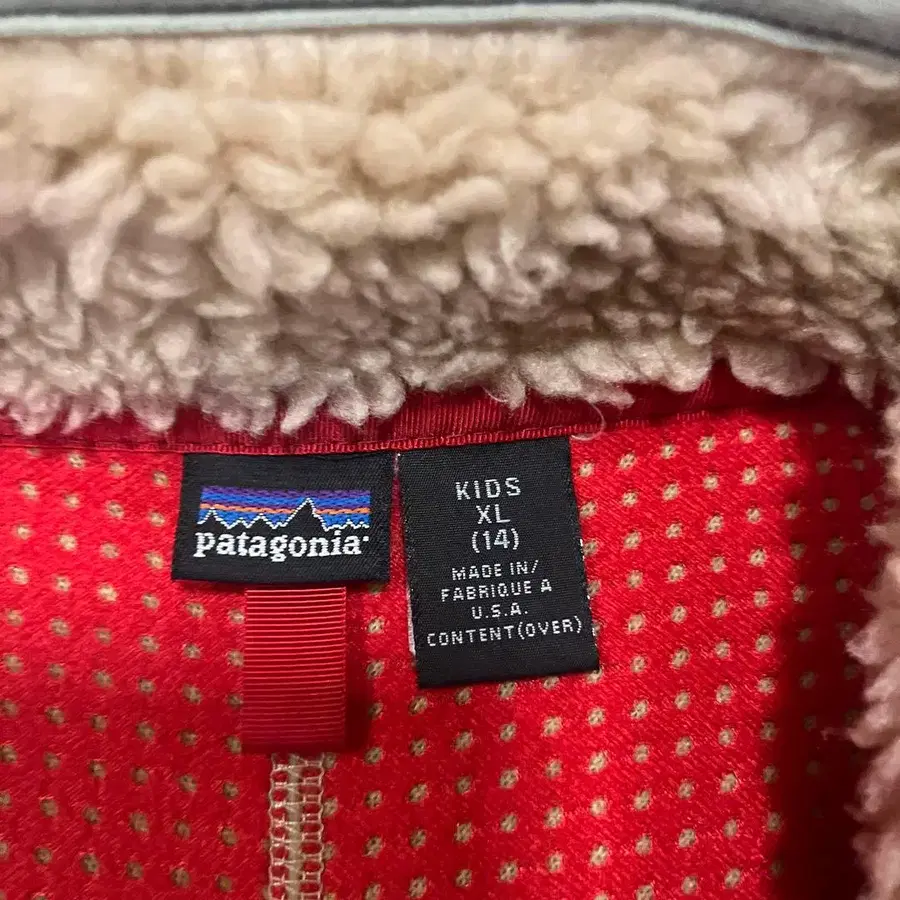 patagonia
KIDS
XL
(14)
MADE IN/
FABRIQUE A
U.S.A.
CONTENT(OVER)